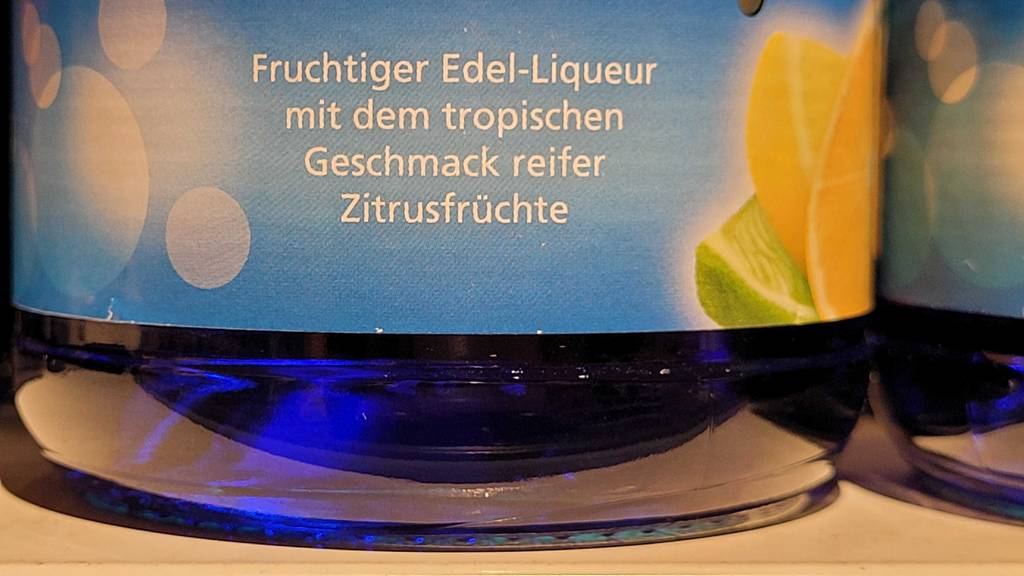 Fruchtiger Edel-Liqueur
mit dem tropischen
Geschmack reifer
Zitrusfrüchte